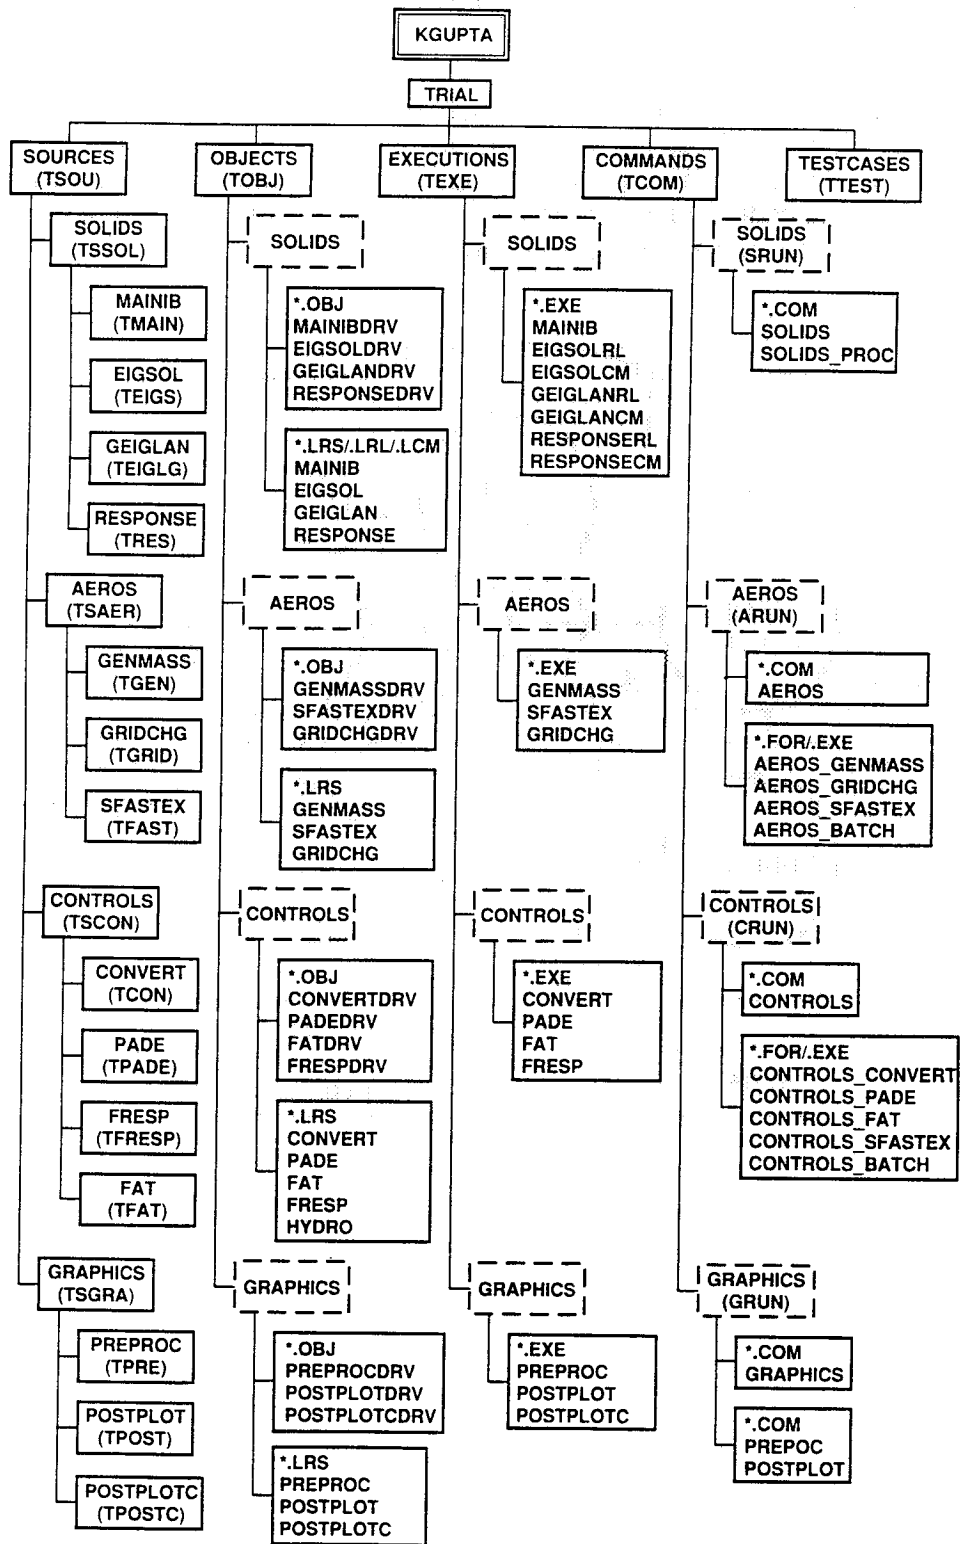 KGUPTA
TRIAL
SOURCES
(TSOU)
OBJECTS
(TOBJ)
EXECUTIONS
(TEXE)
COMMANDS
(TCOM)
TESTCASES
(TTEST)
SOLIDS
(TSSOL)
MAINIB
(TMAIN)
EIGSOL
(TEIGS)
GEIGLAN
(TEIGLG)
RESPONSE
(TRES)
AEROS
(TSAER)
GENMASS
(TGEN)
GRIDCHG
(TGRID)
SFASTEX
(TFAST)
CONTROLS
(TSCON)
CONVERT
(TCON)
PADE
(TPADE)
FRESP
(TFRESP)
FAT
(TFAT)
GRAPHICS
(TSGRA)
PREPROC
(TPRE)
POSTPLOT
(TPOST)
POSTPLOTC
(TPOSTC)
SOLIDS
*.OBJ
MAINIBDRV
EIGSOLDRV
GEIGLANDRV
RESPONSEDRV
*.LRS/.LRL/.LCM
MAINIB
EIGSOL
GEIGLAN
RESPONSE
AEROS
*.OBJ
GENMASSDRV
SFASTEXDRV
GRIDCHGDRV
*.LRS
GENMASS
SFASTEX
GRIDCHG
CONTROLS
*.OBJ
CONVERTDRV
PADEDRV
FATDRV
FRESPDRV
*.LRS
CONVERT
PADE
FAT
FRESP
HYDRO
GRAPHICS
*.OBJ
PREPROCDRV
POSTPLOTDRV
POSTPLOTCDRV
*.LRS
PREPROC
POSTPLOT
POSTPLOTC
SOLIDS
*.EXE
MAINIB
EIGSOLRL
EIGSOLCM
GEIGLANRL
GEIGLANCM
RESPONSERL
RESPONSECM
AEROS
*.EXE
GENMASS
SFASTEX
GRIDCHG
CONTROLS
*.EXE
CONVERT
PADE
FAT
FRESP
GRAPHICS
*.EXE
PREPROC
POSTPLOT
POSTPLOTC
SOLIDS
(SRUN)
*.COM
SOLIDS
SOLIDS_PROC
AEROS
(ARUN)
*.COM
AEROS
*.FOR/.EXE
AEROS_GENMASS
AEROS_GRIDCHG
AEROS_SFASTEX
AEROS_BATCH
CONTROLS
(CRUN)
*.COM
CONTROLS
*.FOR/.EXE
CONTROLS_CONVERT
CONTROLS_PADE
CONTROLS_FAT
CONTROLS_SFASTEX
CONTROLS_BATCH
GRAPHICS
(GRUN)
*.COM
GRAPHICS
*.COM
PREPOC
POSTPLOT